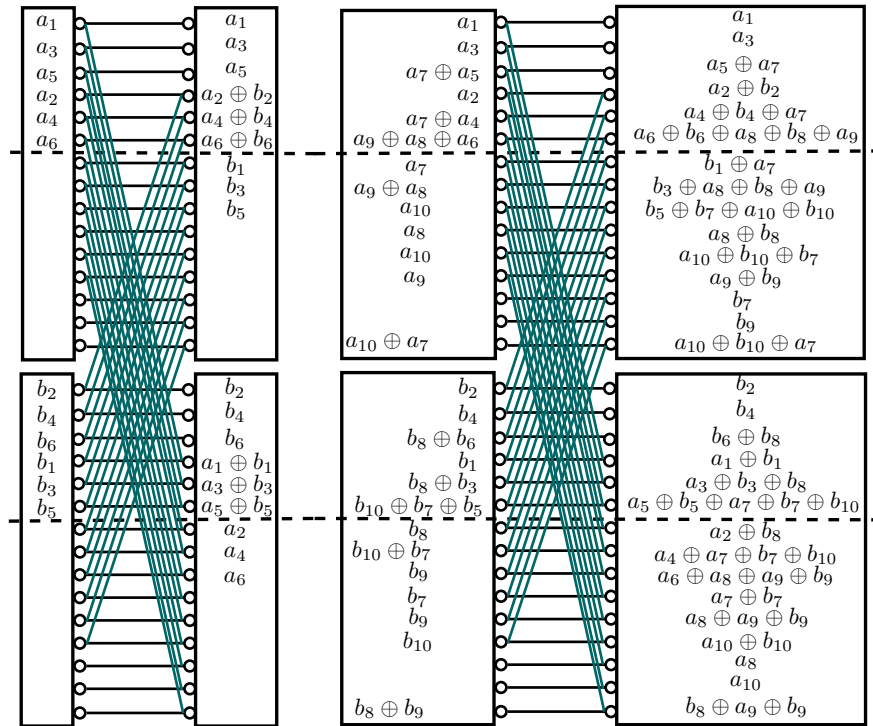 a₁
a₃
a₅
a₂
a₄
a₆
a₁
a₃
a₅
a₂ ⊕ b₂
a₄ ⊕ b₄
a₆ ⊕ b₆
b₁
b₃
b₅
b₂
b₄
b₆
b₁
b₃
b₅
b₂
b₄
b₆
a₁ ⊕ b₁
a₃ ⊕ b₃
a₅ ⊕ b₅
a₂
a₄
a₆
a₁
a₃
a₇ ⊕ a₅
a₂
a₇ ⊕ a₄
a₉ ⊕ a₈ ⊕ a₆
a₇
a₉ ⊕ a₈
a₁₀
a₈
a₁₀
a₉
a₁₀ ⊕ a₇
a₁
a₃
a₅ ⊕ a₇
a₂ ⊕ b₂
a₄ ⊕ b₄ ⊕ a₇
a₆ ⊕ b₆ ⊕ a₈ ⊕ b₈ ⊕ a₉
b₁ ⊕ a₇
b₃ ⊕ a₈ ⊕ b₈ ⊕ a₉
b₅ ⊕ b₇ ⊕ a₁₀ ⊕ b₁₀
a₈ ⊕ b₈
a₁₀ ⊕ b₁₀ ⊕ b₇
a₉ ⊕ b₉
b₇
b₉
a₁₀ ⊕ b₁₀ ⊕ a₇
b₂
b₄
b₈ ⊕ b₆
b₁
b₈ ⊕ b₃
b₁₀ ⊕ b₇ ⊕ b₅
b₈
b₁₀ ⊕ b₇
b₉
b₇
b₉
b₁₀
b₈ ⊕ b₉
b₂
b₄
b₆ ⊕ b₈
a₁ ⊕ b₁
a₃ ⊕ b₃ ⊕ b₈
a₅ ⊕ b₅ ⊕ a₇ ⊕ b₇ ⊕ b₁₀
a₂ ⊕ b₈
a₄ ⊕ a₇ ⊕ b₇ ⊕ b₁₀
a₆ ⊕ a₈ ⊕ a₉ ⊕ b₉
a₇ ⊕ b₇
a₈ ⊕ a₉ ⊕ b₉
a₁₀ ⊕ b₁₀
a₈
a₁₀
b₈ ⊕ a₉ ⊕ b₉